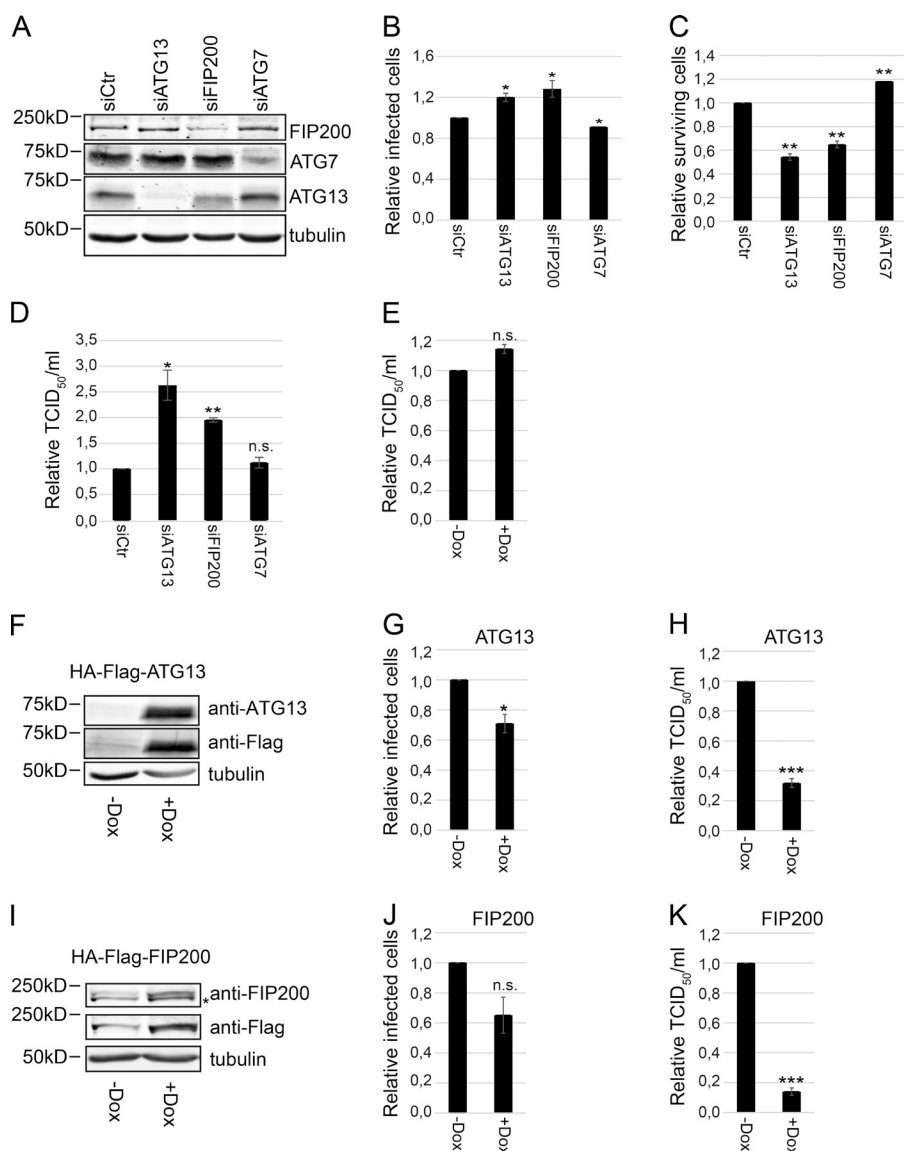 A
siCtr
siATG13
siFIP200
siATG7
250kD
FIP200
75kD
ATG7
75kD
ATG13
50kD
tubulin
B
Relative infected cells
1,6
1,2
0,8
0,4
0,0
*
*
*
siCtr
siATG13
siFIP200
siATG7
C
Relative surviving cells
1,4
1,2
1,0
0,8
0,6
0,4
0,2
0,0
**
**
**
siCtr
siATG13
siFIP200
siATG7
D
Relative TCID50/ml
3,5
3,0
2,5
2,0
1,5
1,0
0,5
0,0
*
**
n.s.
siCtr
siATG13
siFIP200
siATG7
E
Relative TCID50/ml
1,2
1,0
0,8
0,6
0,4
0,2
0,0
n.s.
-Dox
+Dox
F
HA-Flag-ATG13
75kD
anti-ATG13
75kD
anti-Flag
50kD
tubulin
-Dox
+Dox
G
ATG13
Relative infected cells
1,2
1,0
0,8
0,6
0,4
0,2
0,0
*
-Dox
+Dox
H
ATG13
Relative TCID50/ml
1,2
1,0
0,8
0,6
0,4
0,2
0,0
***
-Dox
+Dox
I
HA-Flag-FIP200
250kD
anti-FIP200
*
250kD
anti-Flag
50kD
tubulin
-Dox
+Dox
J
FIP200
Relative infected cells
1,2
1,0
0,8
0,6
0,4
0,2
0,0
n.s.
-Dox
+Dox
K
FIP200
Relative TCID50/ml
1,2
1,0
0,8
0,6
0,4
0,2
0,0
***
-Dox
+Dox